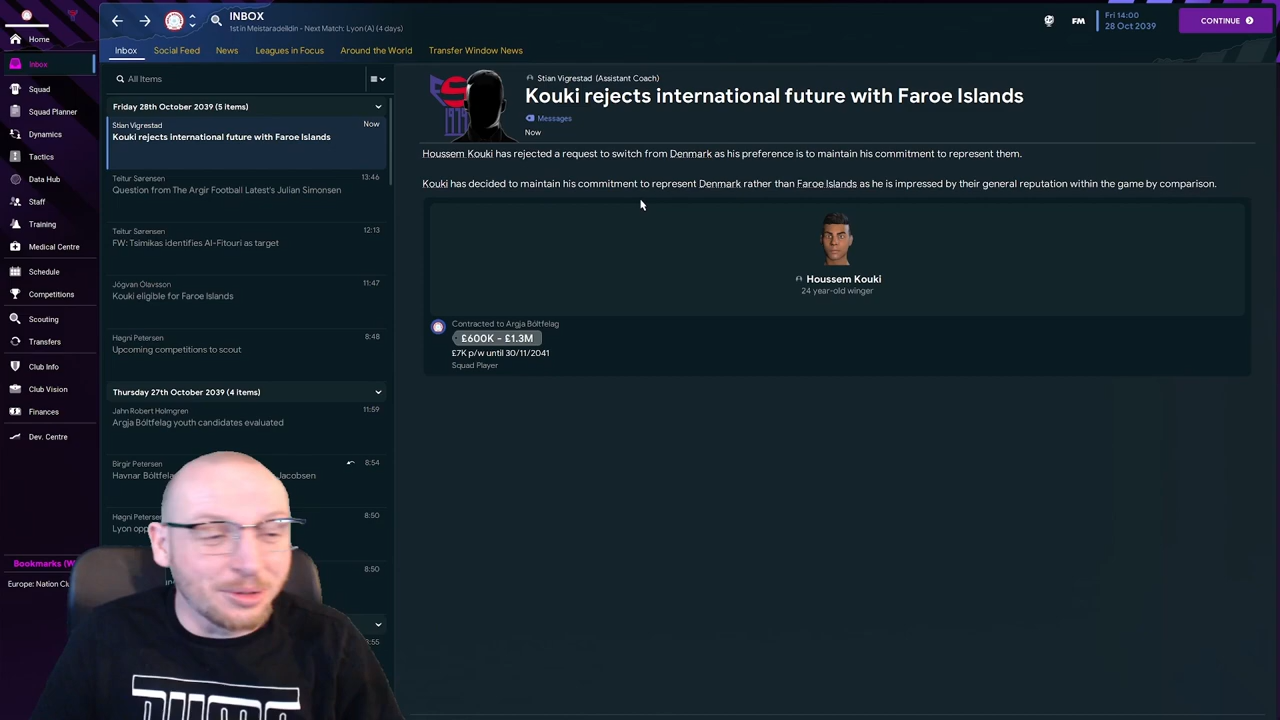 INBOX
1st in Meistaradeildin - Next Match: Lyon (A) (4 days)
FM
Fri 14:00
28 Oct 2039
CONTINUE
Home
Inbox
Squad
Squad Planner
Dynamics
Tactics
Data Hub
Staff
Training
Medical Centre
Schedule
Competitions
Scouting
Transfers
Club Info
Club Vision
Finances
Dev. Centre
Bookmarks
Europe: Nation
Inbox
Social Feed
News
Leagues in Focus
Around the World
Transfer Window News
All Items
Friday 28th October 2039 (5 items)
Stian Vigrestad
Now
Kouki rejects international future with Faroe Islands
Teitur Sørensen
13:46
Question from The Argir Football Latest's Julian Simonsen
Teitur Sørensen
12:13
FW: Tsimikas identifies Al-Fitouri as target
Jógvan Ólavsson
11:47
Kouki eligible for Faroe Islands
Høgni Petersen
8:48
Upcoming competitions to scout
Thursday 27th October 2039 (4 items)
Jahn Robert Holmgren
11:59
Argja Bóltfelag youth candidates evaluated
Birgir Petersen
8:54
Havnar Jacobsen
Høgni
8:50
Lyon
8:50
Stian Vigrestad (Assistant Coach)
Kouki rejects international future with Faroe Islands
Messages
Now
Houssem Kouki has rejected a request to switch from Denmark as his preference is to maintain his commitment to represent them.
Kouki has decided to maintain his commitment to represent Denmark rather than Faroe Islands as he is impressed by their general reputation within the game by comparison.
1979
Houssem Kouki
24 year-old winger
Contracted to Argja Bóltfelag
£600K - £1.3M
£7K p/w until 30/11/2041
Squad Player